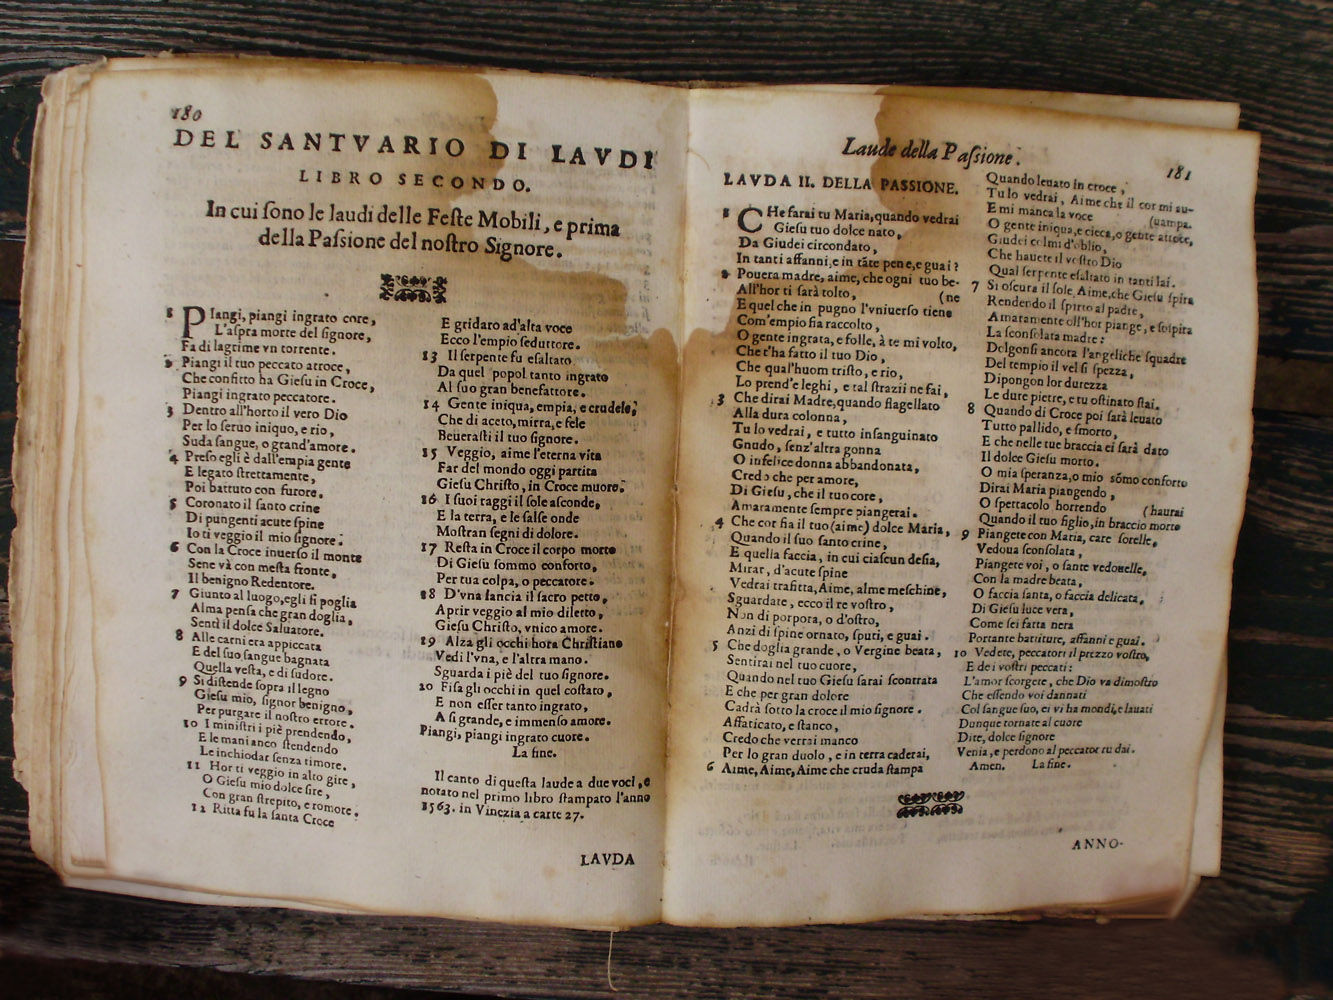 180
DEL SANTVARIO DI LAVDI
LIBRO SECONDO.
In cui ſono le laudi delle Feſte Mobili, e prima
della Paſsione del noſtro Signore.
1 PIangi, piangi ingrato core,
L'aſpra morte del ſignore,
Fa di lagrime vn torrente.
2 Piangi il tuo peccato atroce,
Che confitto ha Gieſu in Croce,
Piangi ingrato peccatore.
3 Dentro all'horto il vero Dio
Per lo ſeruo iniquo, e rio,
Suda ſangue, o grand'amore.
4 Preſo egli è dall'empia gente
E legato ſtrettamente,
Poi battuto con furore.
5 Coronato il ſanto crine
Di pungenti acute ſpine
Io ti veggio il mio ſignore.
6 Con la Croce inuerſo il monte
Sene và con meſta fronte,
Il benigno Redentore.
7 Giunto al luogo, egli ſi poglia
Alma penſa che gran doglia,
Sentì il dolce Saluatore.
8 Alle carni era appiccata
E del ſuo ſangue bagnata
Quella veſta, e di ſudore.
9 Si diſtende ſopra il legno
Gieſu mio, ſignor benigno,
Per purgare il noſtro errore.
10 I miniſtri i piè prendendo,
E le mani anco ſtendendo
Le inchiodar ſenza timore.
11 Hor ti veggio in alto gire,
O Gieſu mio dolce ſire,
Con gran ſtrepito, e romore.
12 Ritta fu la ſanta Croce
E gridaro ad'alta voce
Ecco l'empio ſeduttore.
13 Il ſerpente fu eſaltato
Da quel popol tanto ingrato
Al ſuo gran benefattore.
14 Gente iniqua, empia, e crudele,
Che di aceto, mirra, e fele
Beueraſti il tuo ſignore.
15 Veggio, aime l'eterna vita
Far del mondo oggi partita
Gieſu Chriſto, in Croce muore.
16 I ſuoi raggi il ſole aſconde,
E la terra, e le ſalſe onde
Moſtran ſegni di dolore.
17 Reſta in Croce il corpo morto
Di Gieſu ſommo conforto,
Per tua colpa, o peccatore.
18 D'vna lancia il ſacro petto,
Aprir veggio al mio diletto,
Gieſu Chriſto, vnico amore.
19 Alza gli occhi hora Chriſtiano
Vedi l'vna, e l'altra mano.
Sguarda i piè del tuo ſignore.
20 Fiſa gli occhi in quel coſtato,
E non eſſer tanto ingrato,
A ſi grande, e immenſo amore.
Piangi, piangi ingrato cuore.
La fine.
Il canto di queſta laude a due voci, e
notato nel primo libro ſtampato l'anno
1563. in Vinezia a carte 27.
LAVDA
Laude della Paſsione.
181
LAVDA II. DELLA PASSIONE.
1 CHe farai tu Maria, quando vedrai
Gieſu tuo dolce nato,
Da Giudei circondato,
In tanti affanni, e in tãte pene, e guai?
2 Pouera madre, aime, che ogni tuo be-
All'hor ti ſarà tolto, (ne
E quel che in pugno l'vniuerſo tiene
Com'empio fia raccolto,
O gente ingrata, e folle, à te mi volto,
Che t'ha fatto il tuo Dio,
Che qual'huom triſto, e rio,
Lo prend'e leghi, e tal ſtrazii ne fai,
3 Che dirai Madre, quando flagellato
Alla dura colonna,
Tu lo vedrai, e tutto inſanguinato
Gnudo, ſenz'altra gonna
O infelice donna abbandonata,
Credo che per amore,
Di Gieſu, che il tuo core,
Amaramente ſempre piangerai.
4 Che cor fia il tuo (aime) dolce Maria,
Quando il ſuo ſanto crine,
E quella faccia, in cui ciaſcun deſia,
Mirar, d'acute ſpine
Vedrai trafitta, Aime, alme meſchine,
Sguardate, ecco il re voſtro,
Non di porpora, o d'oſtro,
Anzi di ſpine ornato, ſputi, e guai.
5 Che doglia grande, o Vergine beata,
Sentirai nel tuo cuore,
Quando nel tuo Gieſu ſarai ſcontrata
E che per gran dolore
Cadrà ſotto la croce il mio ſignore.
Affaticato, e ſtanco,
Credo che verrai manco
Per lo gran duolo, e in terra caderai,
6 Aime, Aime, Aime che cruda ſtampa
Quando leuato in croce,
Tu lo vedrai, Aime che il cor mi au-
E mi manca la voce (uampa.
O gente iniqua, e cieca, o gente atroce,
Giudei colmi d'oblio,
Che hauete il voſtro Dio
Qual ſerpente eſaltato in tanti lai.
7 Si oſcura il ſole, Aime, che Gieſu ſpira
Rendendo il ſpirto al padre,
Amaramente all'hor piange, e ſoſpira
La ſconſolata madre:
Dolgonſi ancora l'angeliche ſquadre
Del tempio il vel ſi ſpezza,
Dipongon lor durezza
Le dure pietre, e tu oſtinato ſtai.
8 Quando di Croce poi ſarà leuato
Tutto pallido, e ſmorto,
E che nelle tue braccia ei ſarà dato
Il dolce Gieſu morto.
O mia ſperanza, o mio sõmo conforto
Dirai Maria piangendo,
O ſpettacolo horrendo (haurai
Quando il tuo figlio, in braccio morto
9 Piangete con Maria, care ſorelle,
Vedoua ſconſolata,
Piangete voi, o ſante vedouelle,
Con la madre beata,
O faccia ſanta, o faccia delicata,
Di Gieſu luce vera,
Come ſei fatta nera
Portante battiture, affanni e guai.
10 Vedete, peccatori il prezzo voſtro,
E de i voſtri peccati:
L'amor ſcorgete, che Dio va dimoſtro
Che eſſendo voi dannati
Col ſangue ſuo, ei vi ha mondi, e lauati
Dunque tornate al cuore
Dite, dolce ſignore
Venia, e perdono al peccator tu dai.
Amen. La fine.
ANNO-